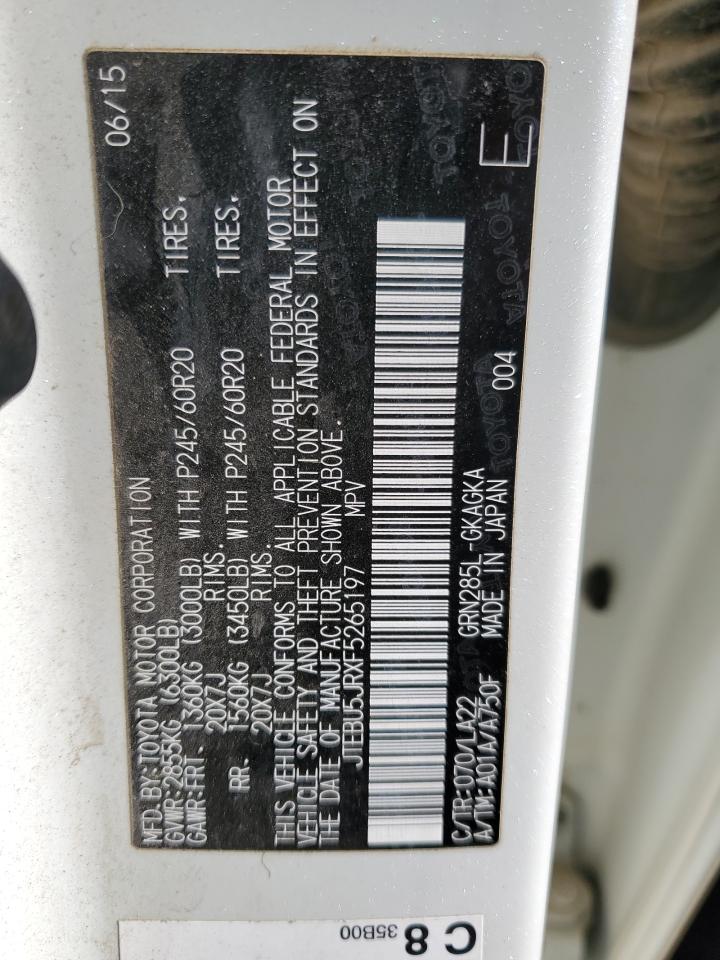 MFD.BY:TOYOTA MOTOR CORPORATION 06/15
GVWR:2855KG (6300LB)
GAWR:FRT. 1360KG (3000LB) WITH P245/60R20 TIRES.
20X7J RIMS.
RR. 1560KG (3450LB) WITH P245/60R20 TIRES.
20X7J RIMS.
THIS VEHICLE CONFORMS TO ALL APPLICABLE FEDERAL MOTOR
VEHICLE SAFETY AND THEFT PREVENTION STANDARDS IN EFFECT ON
THE DATE OF MANUFACTURE SHOWN ABOVE.
JTEBU5JRXF5265197 MPV
C/TR:070/LA22 GRN285L-GKAGKA 004 E
A/TM:A01A/A750F MADE IN JAPAN
C 8
35B00